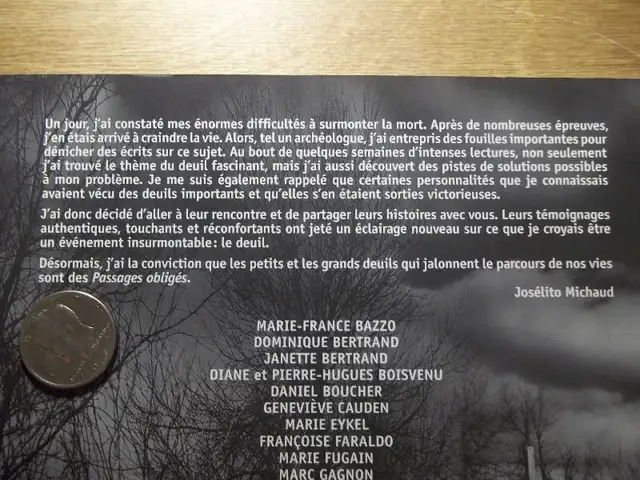 Un jour, j'ai constaté mes énormes difficultés à surmonter la mort. Après de nombreuses épreuves,
j'en étais arrivé à craindre la vie. Alors, tel un archéologue, j'ai entrepris des fouilles importantes pour
dénicher des écrits sur ce sujet. Au bout de quelques semaines d'intenses lectures, non seulement
j'ai trouvé le thème du deuil fascinant, mais j'ai aussi découvert des pistes de solutions possibles
à mon problème. Je me suis également rappelé que certaines personnalités que je connaissais
avaient vécu des deuils importants et qu'elles s'en étaient sorties victorieuses.
J'ai donc décidé d'aller à leur rencontre et de partager leurs histoires avec vous. Leurs témoignages
authentiques, touchants et réconfortants ont jeté un éclairage nouveau sur ce que je croyais être
un événement insurmontable : le deuil.
Désormais, j'ai la conviction que les petits et les grands deuils qui jalonnent le parcours de nos vies
sont des Passages obligés.
Josélito Michaud
MARIE-FRANCE BAZZO
DOMINIQUE BERTRAND
JANETTE BERTRAND
DIANE et PIERRE-HUGUES BOISVENU
DANIEL BOUCHER
GENEVIÈVE CAUDEN
MARIE EYKEL
FRANÇOISE FARALDO
MARIE FUGAIN
MARC GAGNON